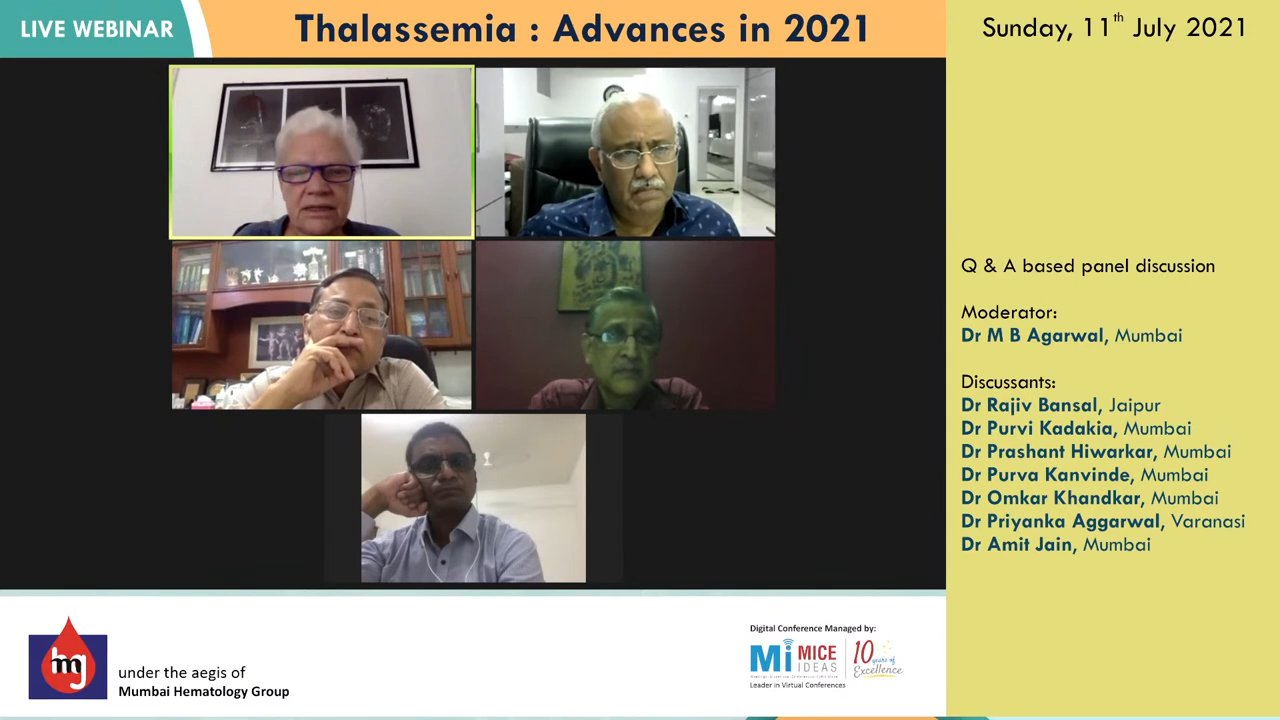 LIVE WEBINAR
Thalassemia : Advances in 2021
Sunday, 11th July 2021
Q & A based panel discussion
Moderator:
Dr M B Agarwal, Mumbai
Discussants:
Dr Rajiv Bansal, Jaipur
Dr Purvi Kadakia, Mumbai
Dr Prashant Hiwarkar, Mumbai
Dr Purva Kanvinde, Mumbai
Dr Omkar Khandkar, Mumbai
Dr Priyanka Aggarwal, Varanasi
Dr Amit Jain, Mumbai
mg
under the aegis of
Mumbai Hematology Group
Digital Conference Managed by:
Mi MICE
IDEAS
10 years of
Excellence
Leader in Virtual Conferences